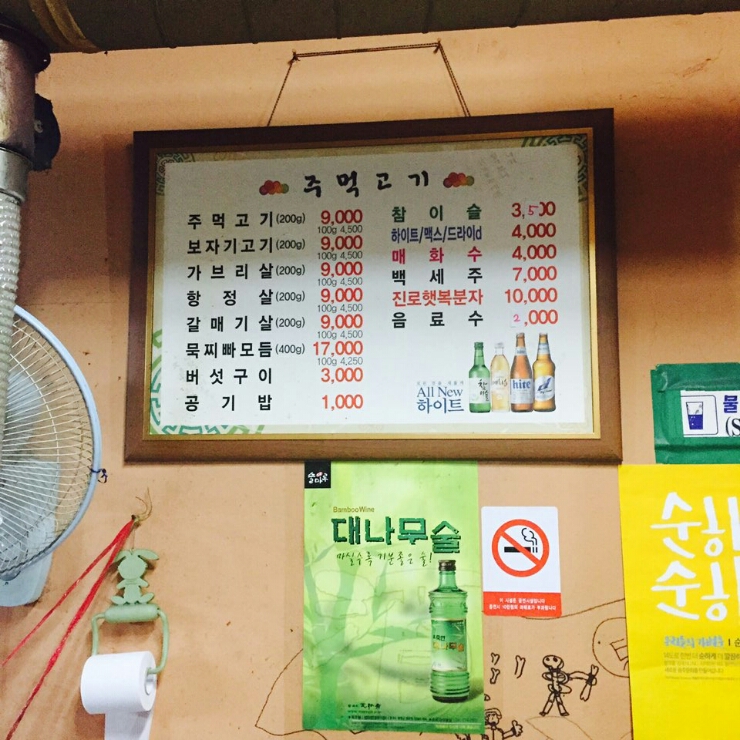 주먹고기
주먹고기(200g) 9,000
100g 4,500
보자기고기(200g) 9,000
100g 4,500
가브리살(200g) 9,000
100g 4,500
항정살(200g) 9,000
100g 4,500
갈매기살(200g) 9,000
100g 4,500
묵찌빠모듬(400g) 17,000
100g 4,250
버섯구이 3,000
공기밥 1,000
참이슬 3,500
하이트/맥스/드라이d 4,000
매화수 4,000
백세주 7,000
진로햇복분자 10,000
음료수 2,000
All New
하이트
hite
BambooWine
대나무술
마실수록 기분좋은 술!
대나무술
물
(S
순하
순하